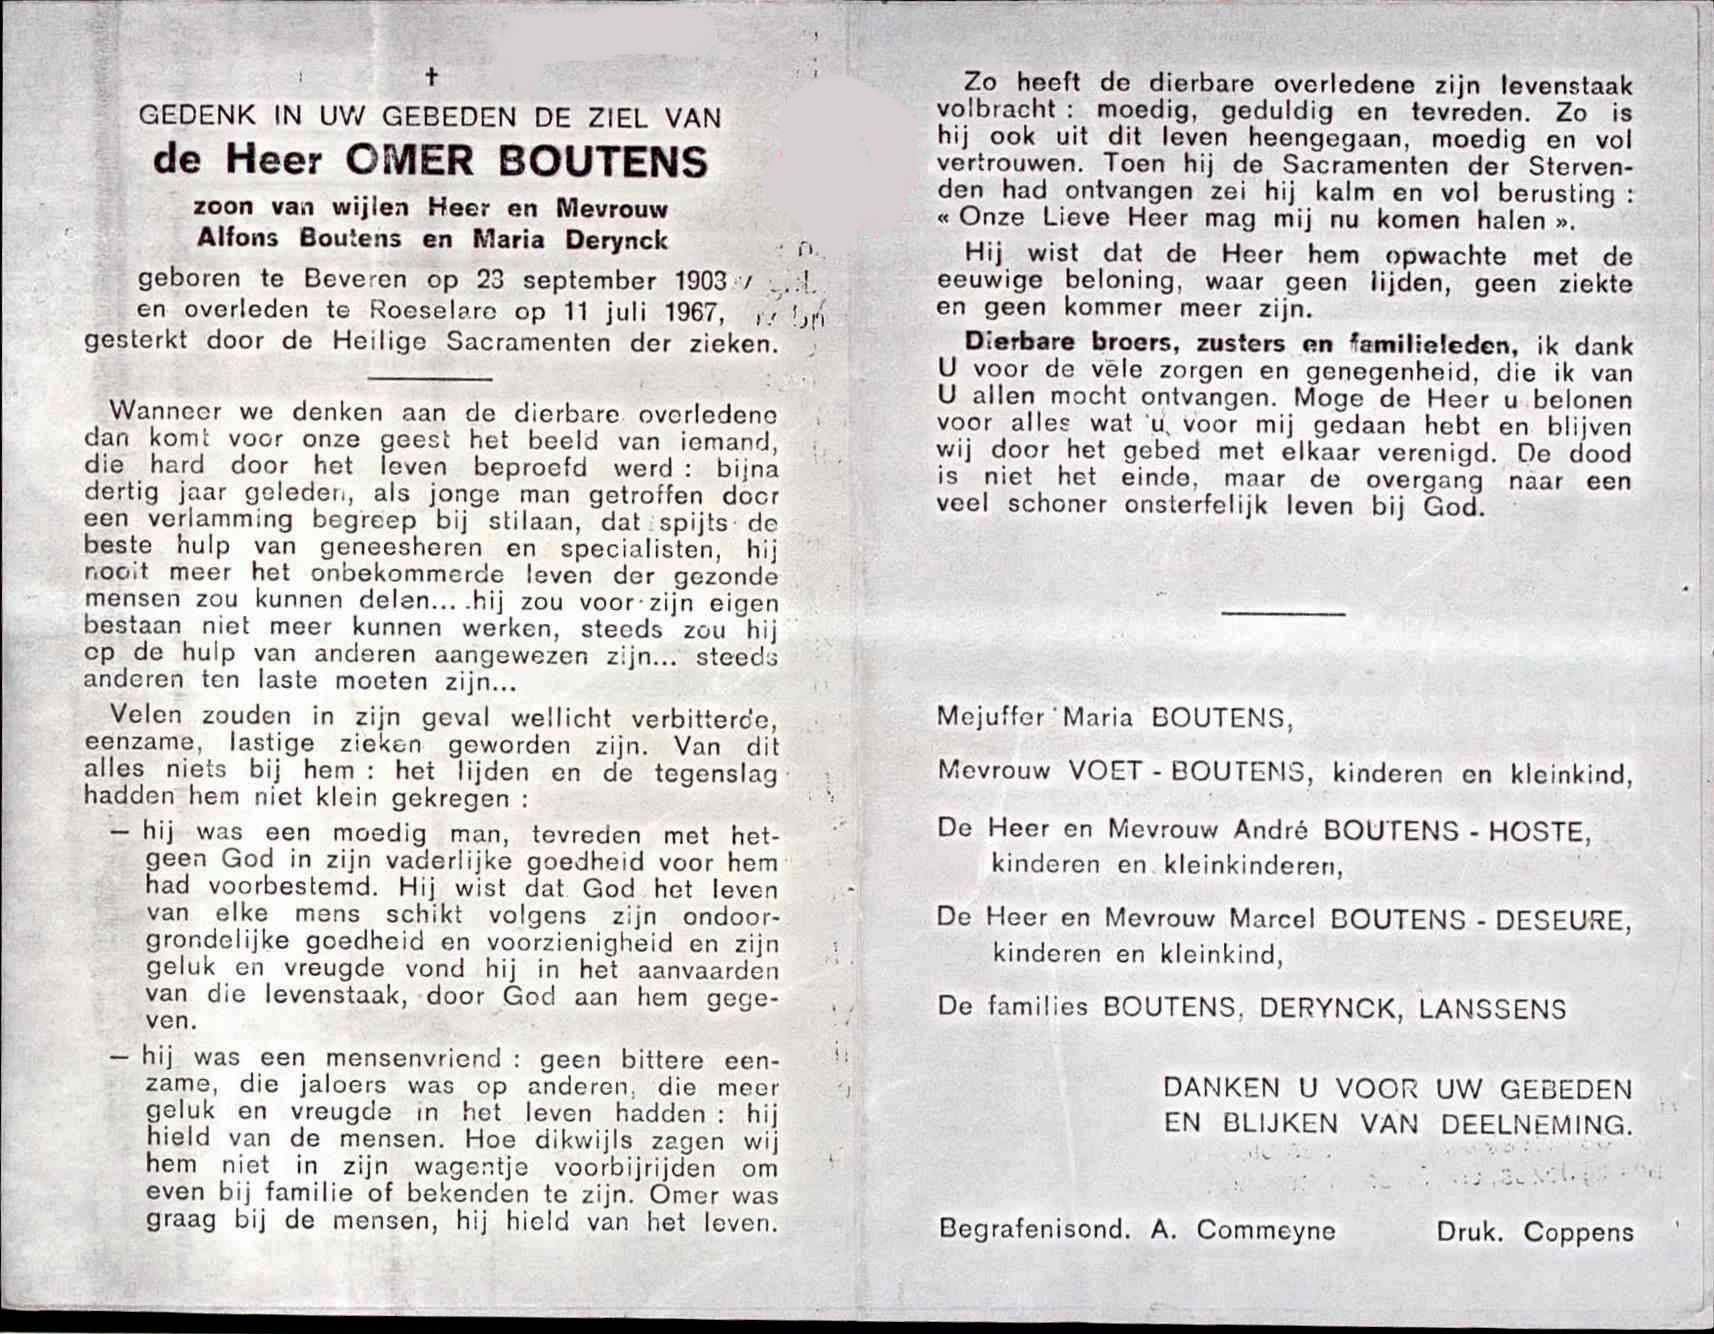 †
GEDENK IN UW GEBEDEN DE ZIEL VAN
de Heer OMER BOUTENS
zoon van wijlen Heer en Mevrouw
Alfons Boutens en Maria Derynck
geboren te Beveren op 23 september 1903
en overleden te Roeselare op 11 juli 1967,
gesterkt door de Heilige Sacramenten der zieken.
Wanneer we denken aan de dierbare overledene
dan komt voor onze geest het beeld van iemand,
die hard door het leven beproefd werd : bijna
dertig jaar geleden, als jonge man getroffen door
een verlamming begreep bij stilaan, dat spijts de
beste hulp van geneesheren en specialisten, hij
nooit meer het onbekommerde leven der gezonde
mensen zou kunnen delen... hij zou voor zijn eigen
bestaan niet meer kunnen werken, steeds zou hij
op de hulp van anderen aangewezen zijn... steeds
anderen ten laste moeten zijn...
Velen zouden in zijn geval wellicht verbitterde,
eenzame, lastige zieken geworden zijn. Van dit
alles niets bij hem : het lijden en de tegenslag
hadden hem niet klein gekregen :
— hij was een moedig man, tevreden met het-
geen God in zijn vaderlijke goedheid voor hem
had voorbestemd. Hij wist dat God het leven
van elke mens schikt volgens zijn ondoor-
grondelijke goedheid en voorzienigheid en zijn
geluk en vreugde vond hij in het aanvaarden
van die levenstaak, door God aan hem gege-
ven.
— hij was een mensenvriend : geen bittere een-
zame, die jaloers was op anderen, die meer
geluk en vreugde in het leven hadden : hij
hield van de mensen. Hoe dikwijls zagen wij
hem niet in zijn wagentje voorbijrijden om
even bij familie of bekenden te zijn. Omer was
graag bij de mensen, hij hield van het leven.
Zo heeft de dierbare overledene zijn levenstaak
volbracht : moedig, geduldig en tevreden. Zo is
hij ook uit dit leven heengegaan, moedig en vol
vertrouwen. Toen hij de Sacramenten der Sterven-
den had ontvangen zei hij kalm en vol berusting :
« Onze Lieve Heer mag mij nu komen halen ».
Hij wist dat de Heer hem opwachte met de
eeuwige beloning, waar geen lijden, geen ziekte
en geen kommer meer zijn.
Dierbare broers, zusters en familieleden, ik dank
U voor de vele zorgen en genegenheid, die ik van
U allen mocht ontvangen. Moge de Heer u belonen
voor alles wat u voor mij gedaan hebt en blijven
wij door het gebed met elkaar verenigd. De dood
is niet het einde, maar de overgang naar een
veel schoner onsterfelijk leven bij God.
Mejuffer Maria BOUTENS,
Mevrouw VOET - BOUTENS, kinderen en kleinkind,
De Heer en Mevrouw André BOUTENS - HOSTE,
kinderen en kleinkinderen,
De Heer en Mevrouw Marcel BOUTENS - DESEURE,
kinderen en kleinkind,
De families BOUTENS, DERYNCK, LANSSENS
DANKEN U VOOR UW GEBEDEN
EN BLIJKEN VAN DEELNEMING.
Begrafenisond. A. Commeyne Druk. Coppens